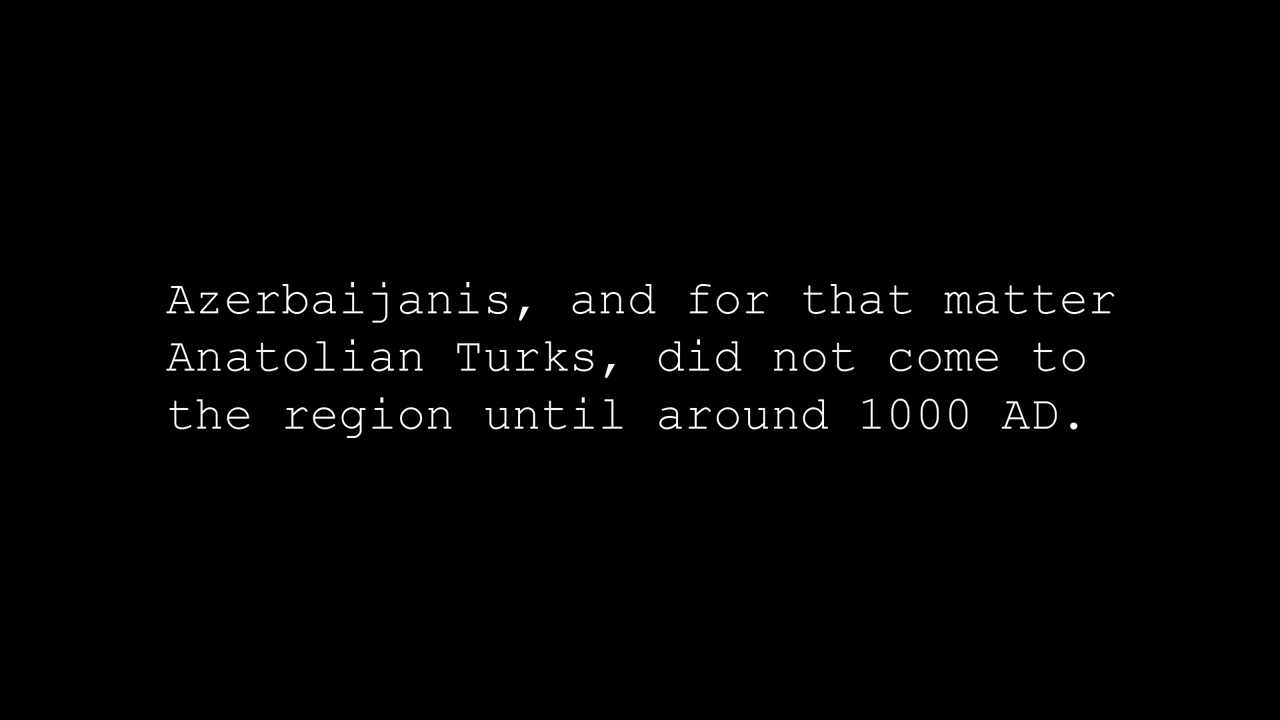 Azerbaijanis, and for that matter
Anatolian Turks, did not come to
the region until around 1000 AD.